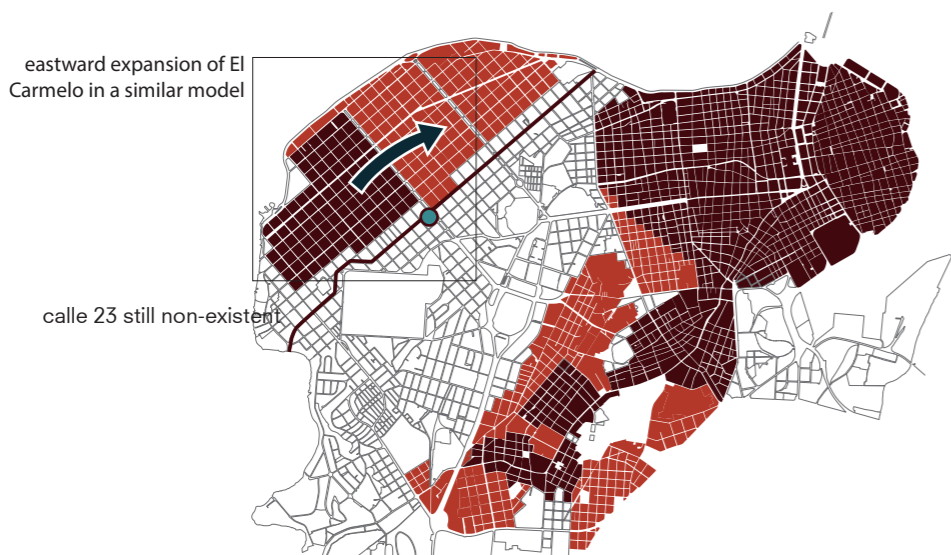 eastward expansion of El
Carmelo in a similar model
calle 23 still non-existent